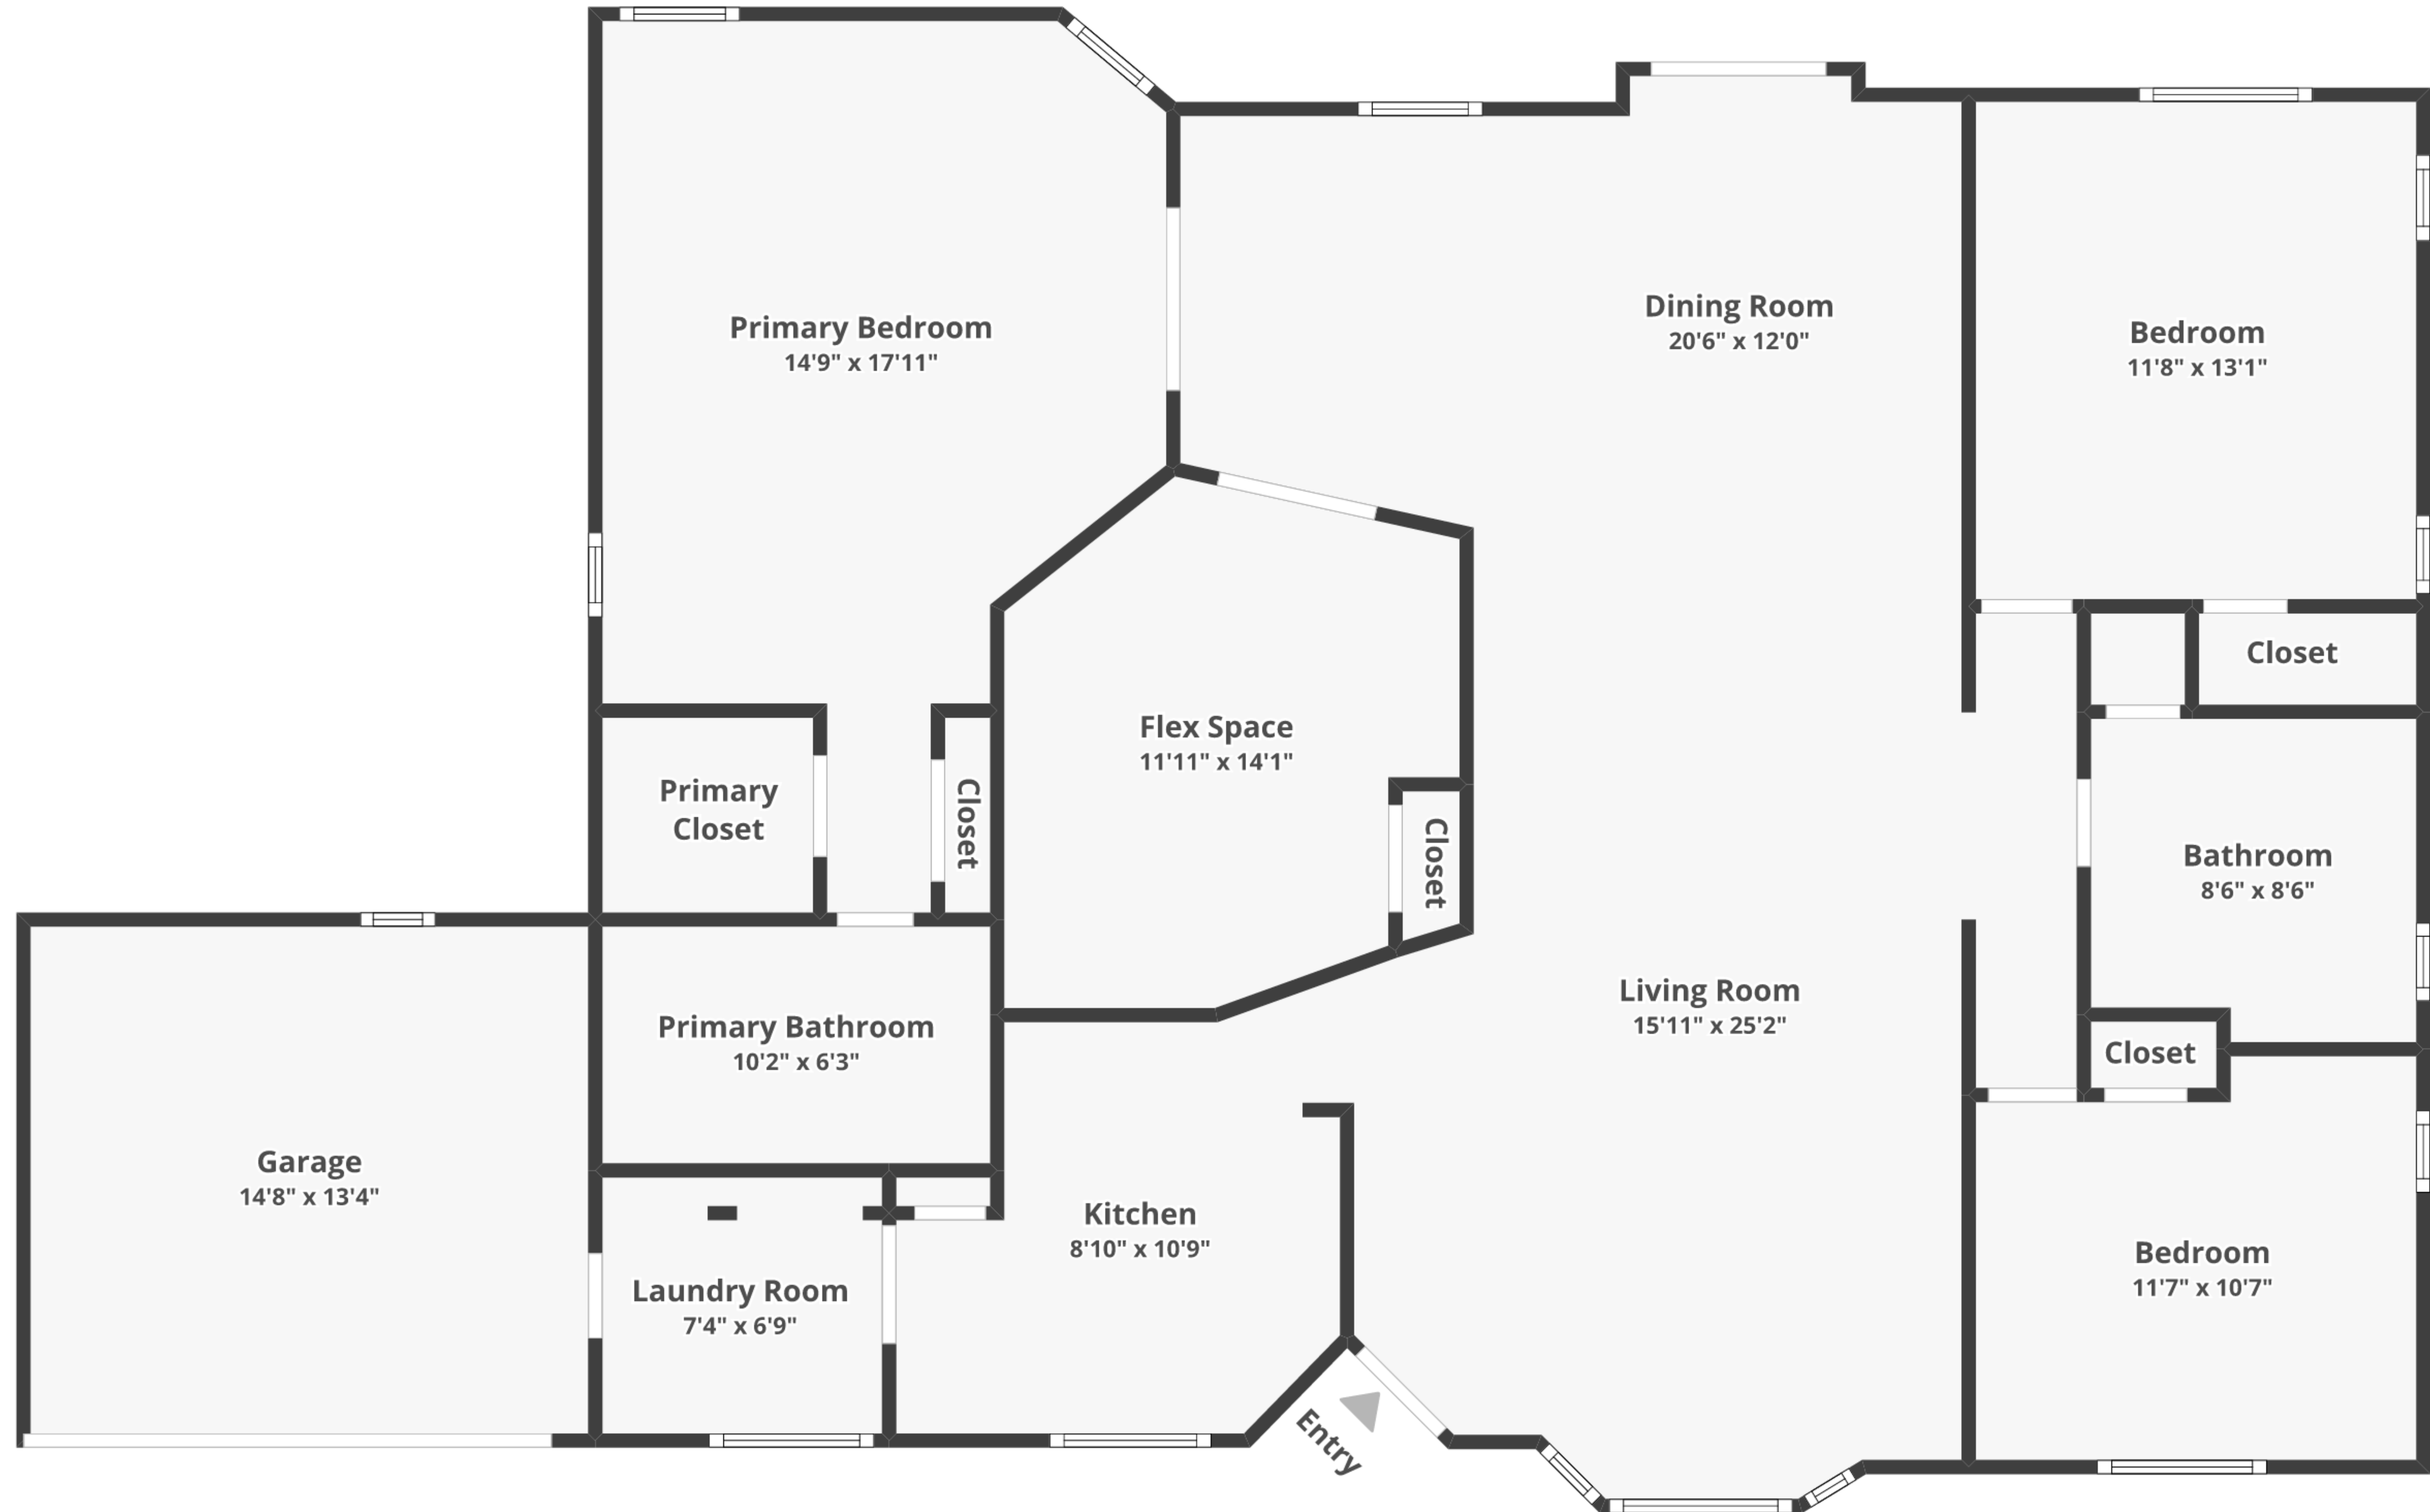 Primary Bedroom
14'9" x 17'11"
Dining Room
20'6" x 12'0"
Bedroom
11'8" x 13'1"
Closet
Flex Space
11'11" x 14'1"
Primary
Closet
Closet
Closet
Bathroom
8'6" x 8'6"
Living Room
15'11" x 25'2"
Primary Bathroom
10'2" x 6'3"
Closet
Garage
14'8" x 13'4"
Kitchen
8'10" x 10'9"
Laundry Room
7'4" x 6'9"
Bedroom
11'7" x 10'7"
Entry